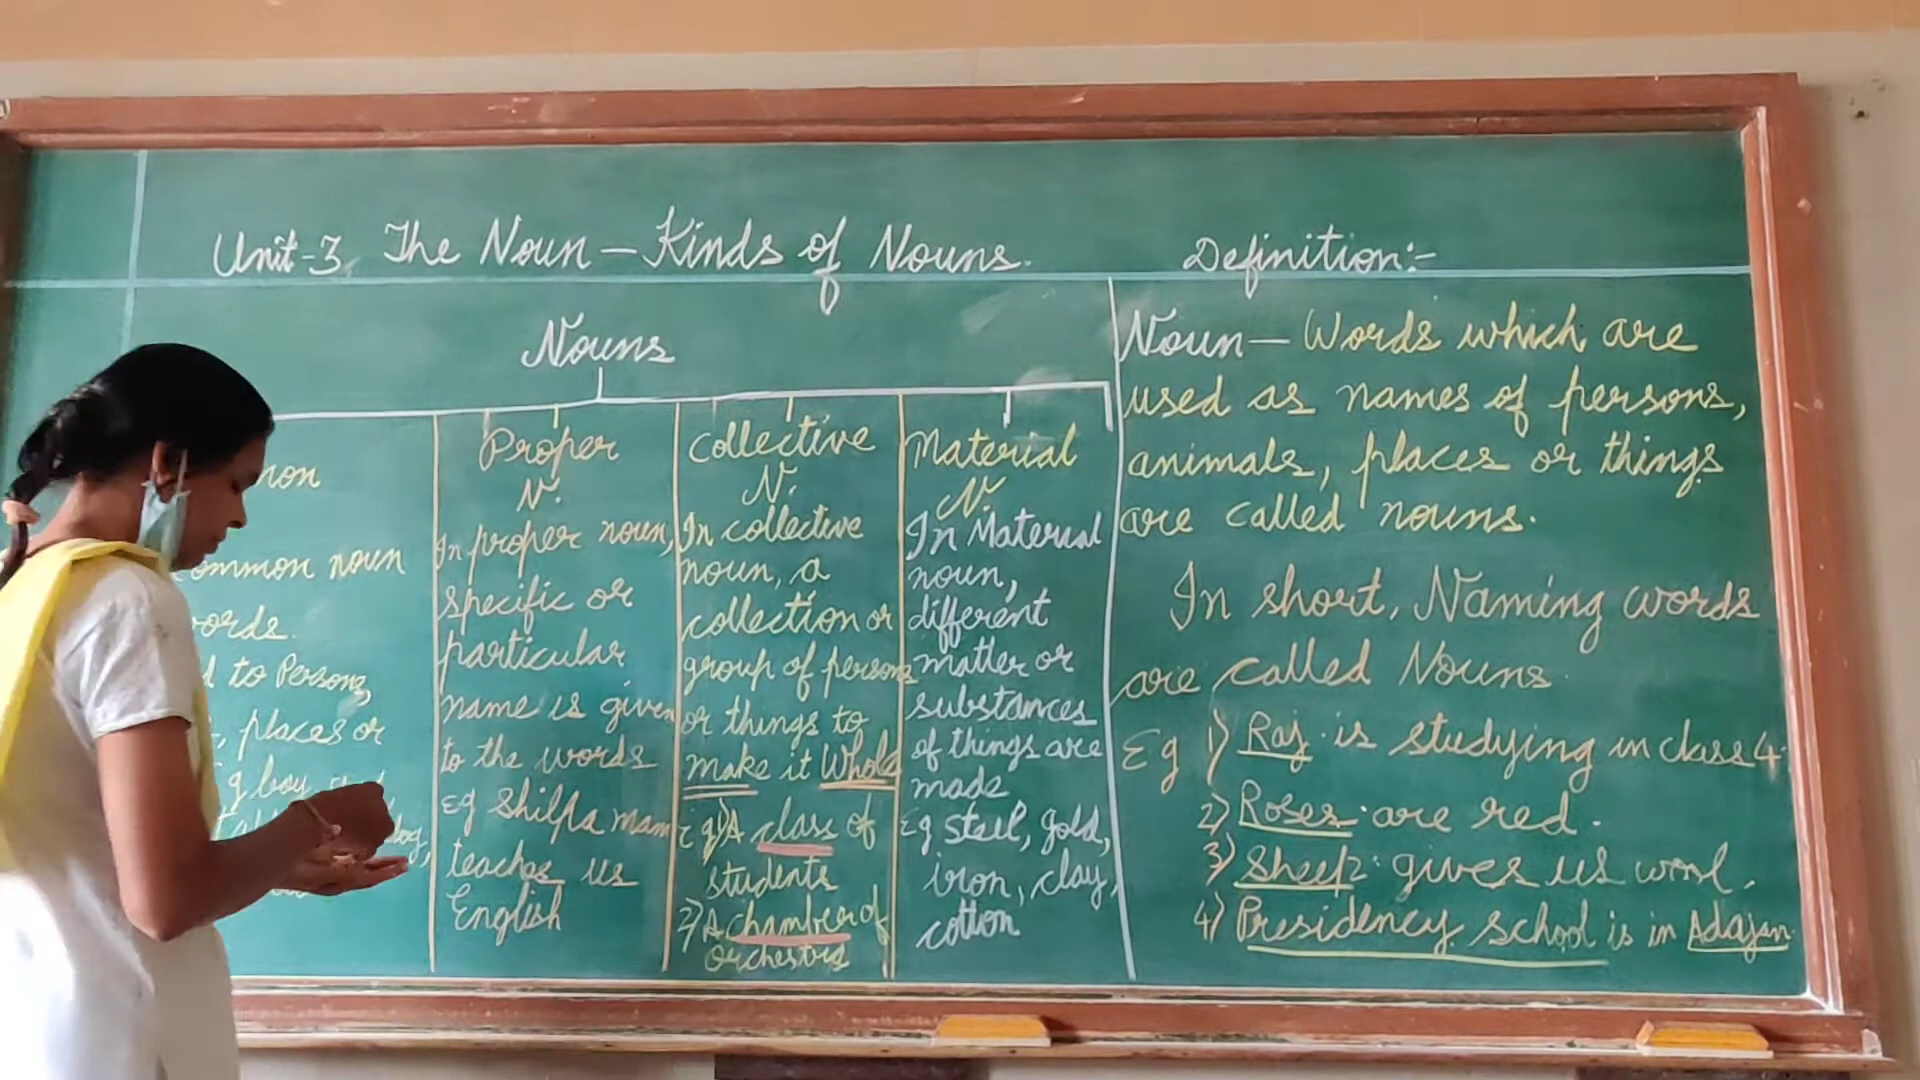 Unit-3 The Noun – Kinds of Nouns.
Nouns
common noun
to Persons,
places or
Proper
N.
In proper noun,
specific or
particular
name is given
to the words
Eg Shilpa mam
teaches us
English
Collective
N.
In collective
noun, a
collection or
group of persons
or things to
make it Whole
eg 1) A class of
students
2) A chamber of
orchestra
Material
N.
In Material
noun,
different
matter or
substances
of things are
made
Eg steel, gold,
iron, clay,
cotton
Definition:-
Noun – Words which are
used as names of persons,
animals, places or things
are called nouns.
In short, Naming words
are called Nouns.
Eg 1) Raj is studying in class 4.
2) Roses are red.
3) Sheep gives us wool.
4) Presidency school is in Adajan.